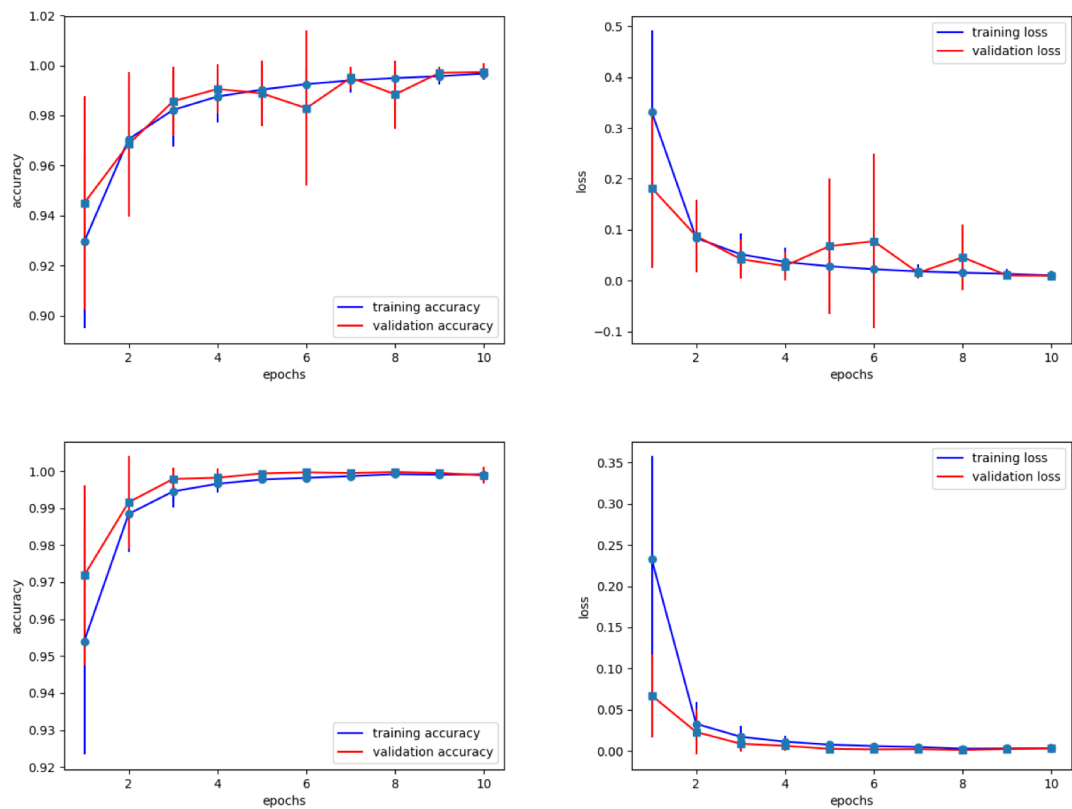 1.02
1.00
0.98
0.96
0.94
0.92
0.90
accuracy
training accuracy
validation accuracy
2 4 6 8 10
epochs
0.5
0.4
0.3
0.2
0.1
0.0
−0.1
loss
training loss
validation loss
2 4 6 8 10
epochs
1.00
0.99
0.98
0.97
0.96
0.95
0.94
0.93
0.92
accuracy
training accuracy
validation accuracy
2 4 6 8 10
epochs
0.35
0.30
0.25
0.20
0.15
0.10
0.05
0.00
loss
training loss
validation loss
2 4 6 8 10
epochs